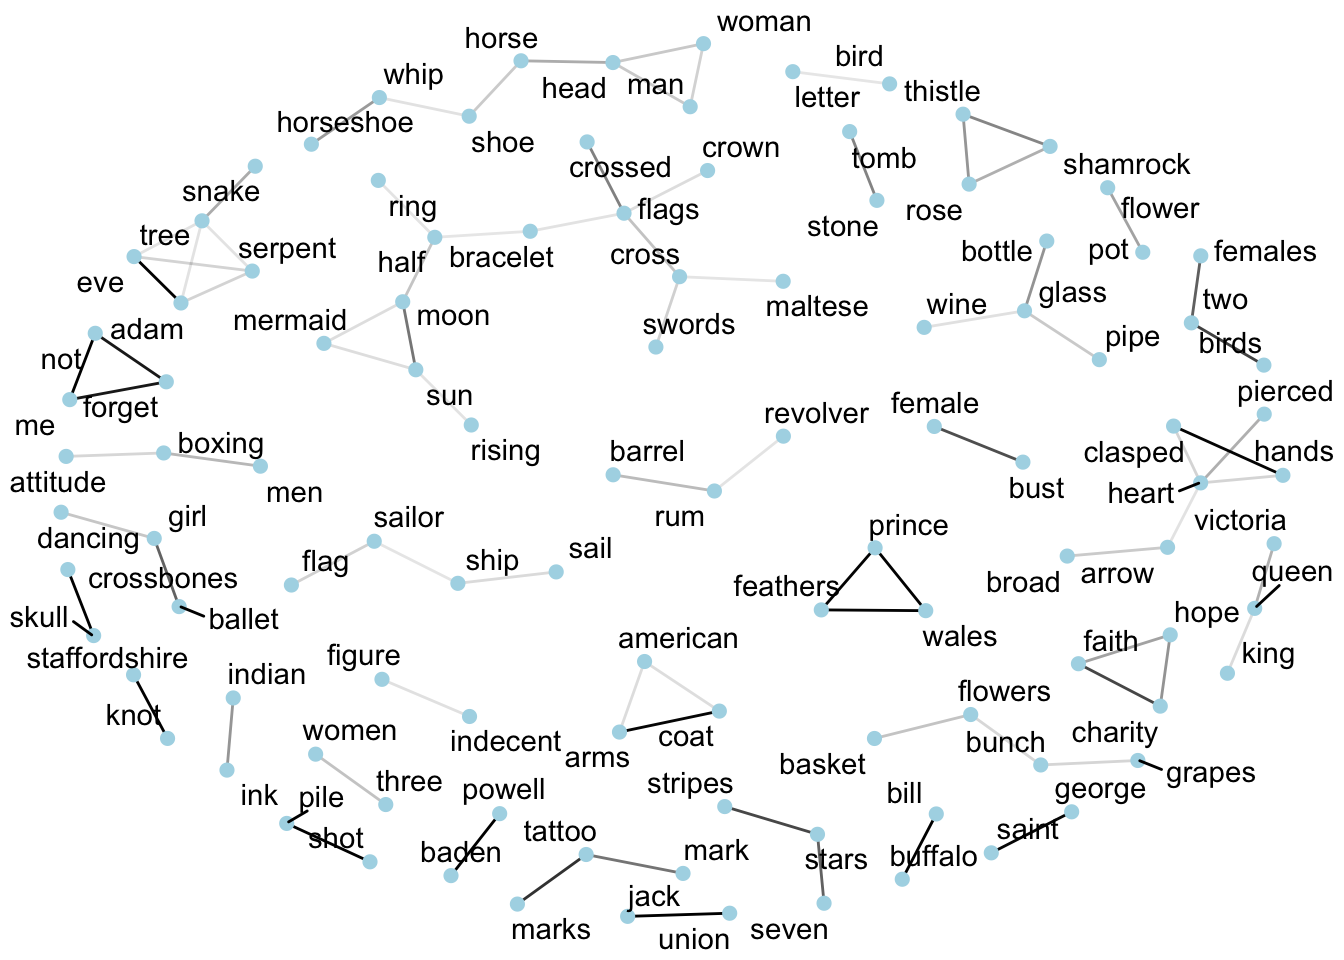 woman
horse
bird
whip
head
man
thistle
letter
horseshoe
shoe
crown
tomb
crossed
shamrock
snake
ring
flags
rose
flower
stone
tree
serpent
half
bracelet
cross
bottle
pot
females
eve
maltese
wine
glass
two
mermaid
moon
swords
adam
pipe
birds
not
forget
sun
pierced
me
revolver
female
boxing
rising
barrel
clasped
hands
attitude
men
bust
heart
girl
sailor
rum
victoria
dancing
prince
flag
ship
sail
crossbones
feathers
broad
arrow
queen
skull
ballet
wales
hope
american
faith
staffordshire
figure
king
indian
flowers
knot
women
indecent
arms
coat
bunch
charity
basket
grapes
three
stripes
ink
pile
powell
bill
george
shot
tattoo
saint
baden
mark
stars
buffalo
jack
marks
union
seven